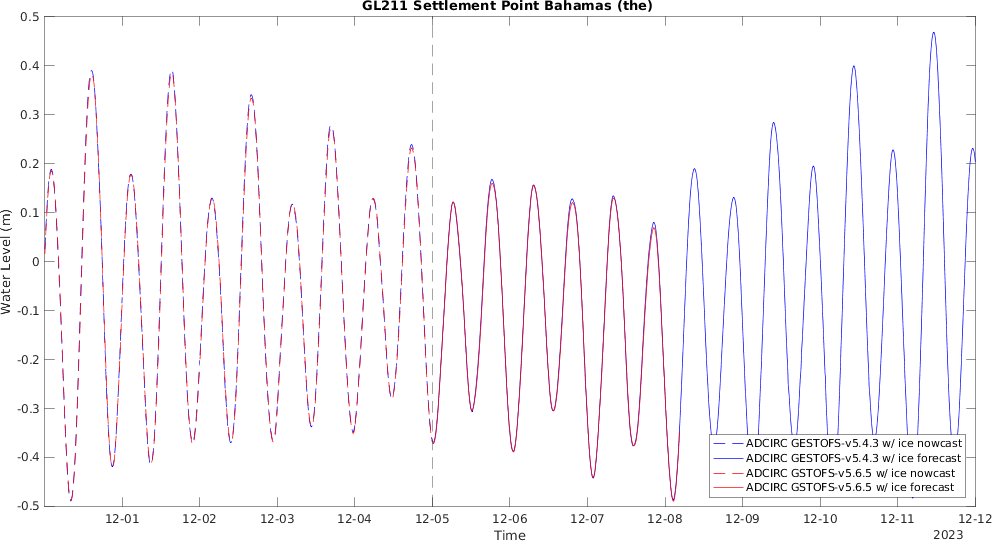 GL211 Settlement Point Bahamas (the)
0.5
0.4
0.3
0.2
0.1
0
-0.1
-0.2
-0.3
-0.4
-0.5
Water Level (m)
ADCIRC GESTOFS-v5.4.3 w/ ice nowcast
ADCIRC GESTOFS-v5.4.3 w/ ice forecast
ADCIRC GSTOFS-v5.6.5 w/ ice nowcast
ADCIRC GSTOFS-v5.6.5 w/ ice forecast
12-01 12-02 12-03 12-04 12-05 12-06 12-07 12-08 12-09 12-10 12-11 12-12
Time
2023